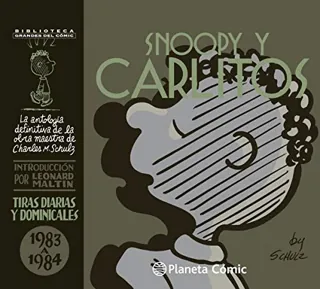 BIBLIOTECA
GRANDES DEL CÓMIC
SNOOPY Y
CARLITOS
La antología
definitiva de la
obra maestra de
Charles M. Schulz
INTRODUCCIÓN
POR LEONARD
MALTIN
TIRAS DIARIAS
Y DOMINICALES
1983
A
1984
by
SCHULZ
Planeta Cómic